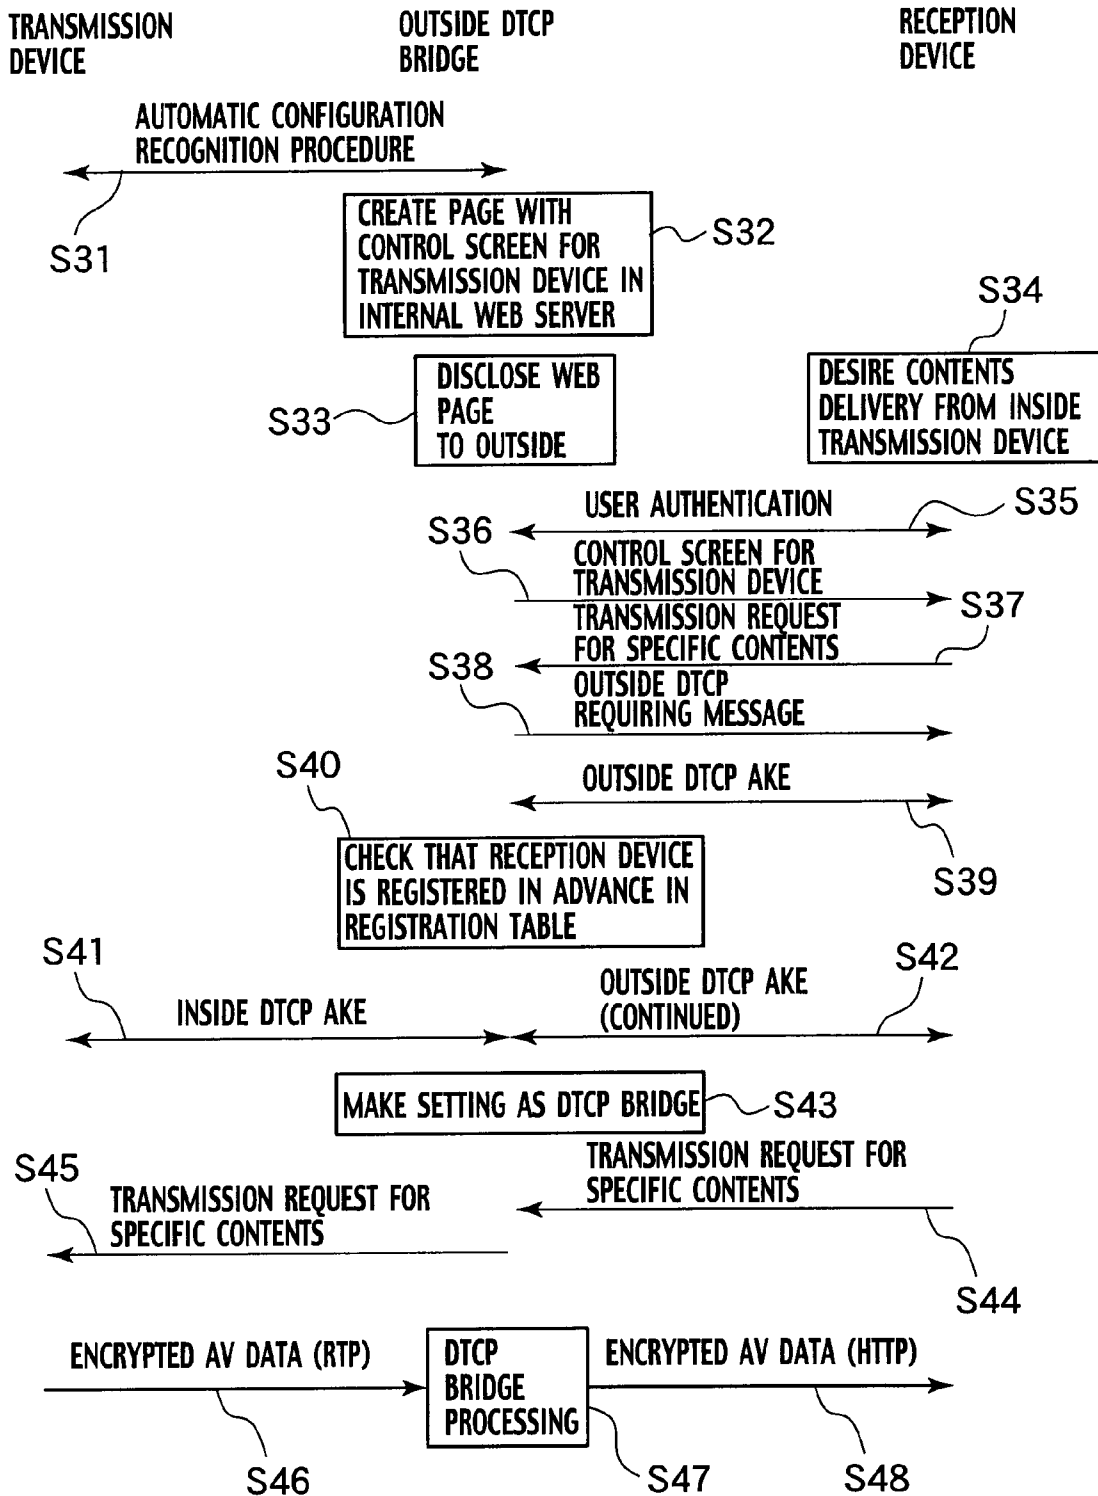 TRANSMISSION
DEVICE
OUTSIDE DTCP
BRIDGE
RECEPTION
DEVICE
AUTOMATIC CONFIGURATION
RECOGNITION PROCEDURE
S31
CREATE PAGE WITH
CONTROL SCREEN FOR
TRANSMISSION DEVICE IN
INTERNAL WEB SERVER
S32
S34
DISCLOSE WEB
PAGE
TO OUTSIDE
S33
DESIRE CONTENTS
DELIVERY FROM INSIDE
TRANSMISSION DEVICE
USER AUTHENTICATION
S35
S36
CONTROL SCREEN FOR
TRANSMISSION DEVICE
TRANSMISSION REQUEST
FOR SPECIFIC CONTENTS
S37
S38
OUTSIDE DTCP
REQUIRING MESSAGE
S40
OUTSIDE DTCP AKE
S39
CHECK THAT RECEPTION DEVICE
IS REGISTERED IN ADVANCE IN
REGISTRATION TABLE
S41
INSIDE DTCP AKE
OUTSIDE DTCP AKE
(CONTINUED)
S42
MAKE SETTING AS DTCP BRIDGE
S43
TRANSMISSION REQUEST FOR
SPECIFIC CONTENTS
S45
TRANSMISSION REQUEST FOR
SPECIFIC CONTENTS
S44
ENCRYPTED AV DATA (RTP)
DTCP
BRIDGE
PROCESSING
ENCRYPTED AV DATA (HTTP)
S46
S47
S48